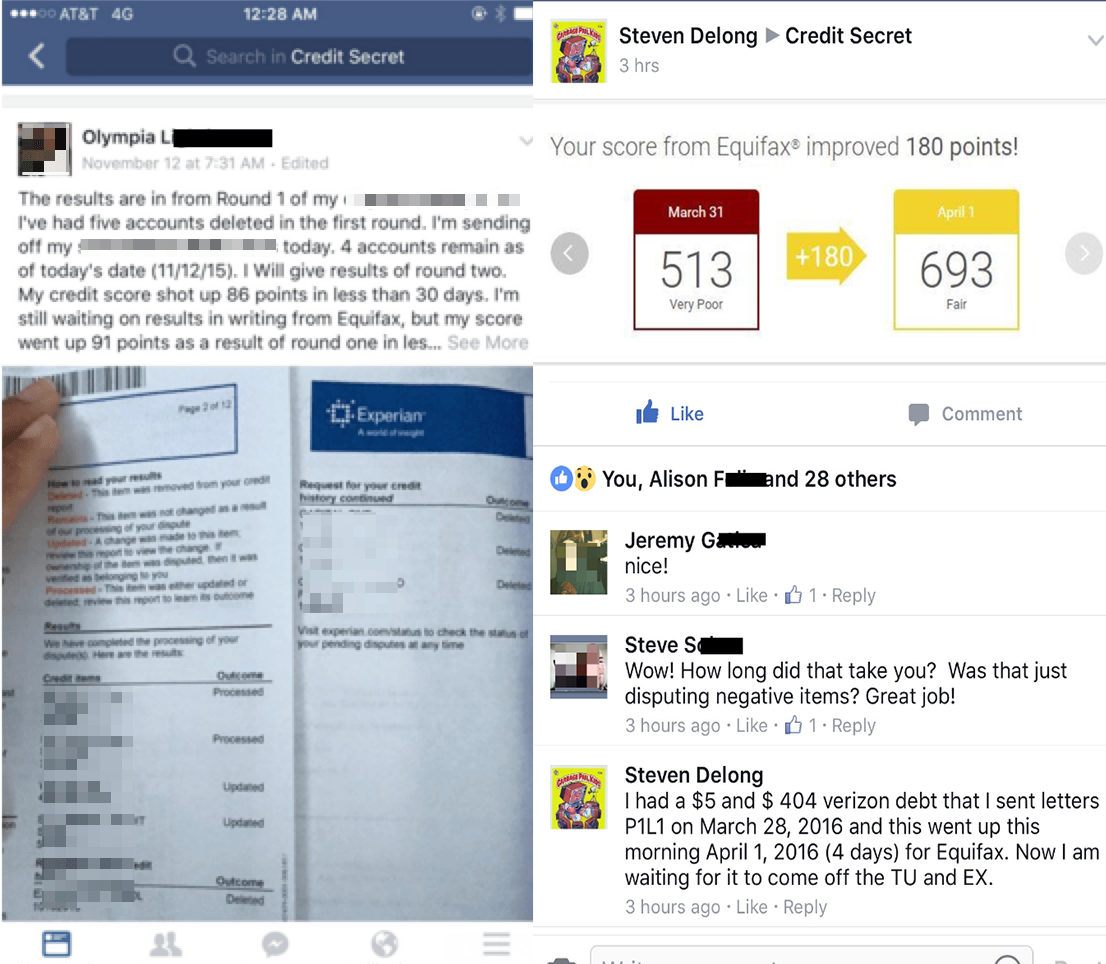 AT&T 4G 12:28 AM
Search in Credit Secret
Olympia Li
November 12 at 7:31 AM · Edited
The results are in from Round 1 of my
I've had five accounts deleted in the first round. I'm sending
off my today. 4 accounts remain as
of today's date (11/12/15). I Will give results of round two.
My credit score shot up 86 points in less than 30 days. I'm
still waiting on results in writing from Equifax, but my score
went up 91 points as a result of round one in les... See More
Page 2 of 12
How to read your results
Deleted - This item was removed from your credit
report
Remains - This item was not changed as a result
of our processing of your dispute
Updated - A change was made to this item;
review this report to view the change. If
ownership of the item was disputed, then it was
verified as belonging to you
Processed - This item was either updated or
deleted; review this report to learn its outcome
Results
We have completed the processing of your
dispute(s). Here are the results:
Credit items Outcome
Processed
Processed
Updated
Updated
Outcome
Deleted
Experian
A world of insight
Request for your credit
history continued Outcome
Deleted
Deleted
Deleted
Visit experian.com/status to check the status of
your pending disputes at any time
Steven Delong ▶ Credit Secret
3 hrs
Your score from Equifax® improved 180 points!
March 31
513
Very Poor
+180
April 1
693
Fair
Like Comment
You, Alison F and 28 others
Jeremy Ga
nice!
3 hours ago · Like · 1 · Reply
Steve S
Wow! How long did that take you? Was that just
disputing negative items? Great job!
3 hours ago · Like · 1 · Reply
GARBAGE PAIL KIDS
Steven Delong
I had a $5 and $ 404 verizon debt that I sent letters
P1L1 on March 28, 2016 and this went up this
morning April 1, 2016 (4 days) for Equifax. Now I am
waiting for it to come off the TU and EX.
3 hours ago · Like · Reply